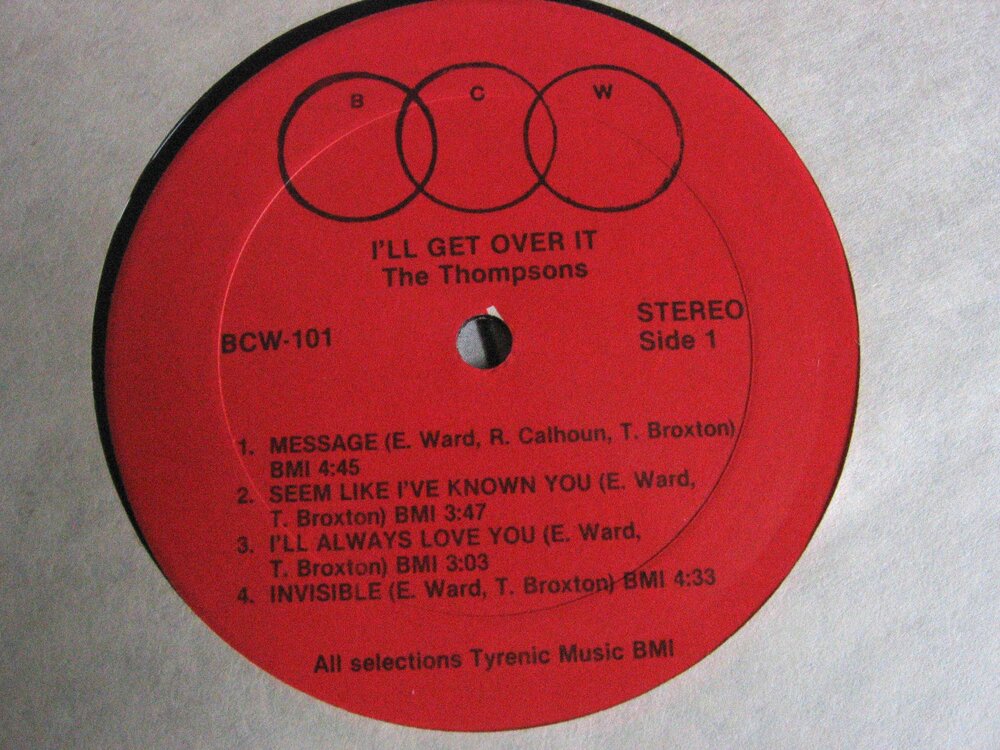 B C W
I'LL GET OVER IT
The Thompsons
STEREO
BCW-101
Side 1
1. MESSAGE (E. Ward, R. Calhoun, T. Broxton)
BMI 4:45
2. SEEM LIKE I'VE KNOWN YOU (E. Ward,
T. Broxton) BMI 3:47
3. I'LL ALWAYS LOVE YOU (E. Ward,
T. Broxton) BMI 3:03
4. INVISIBLE (E. Ward, T. Broxton) BMI 4:33
All selections Tyrenic Music BMI